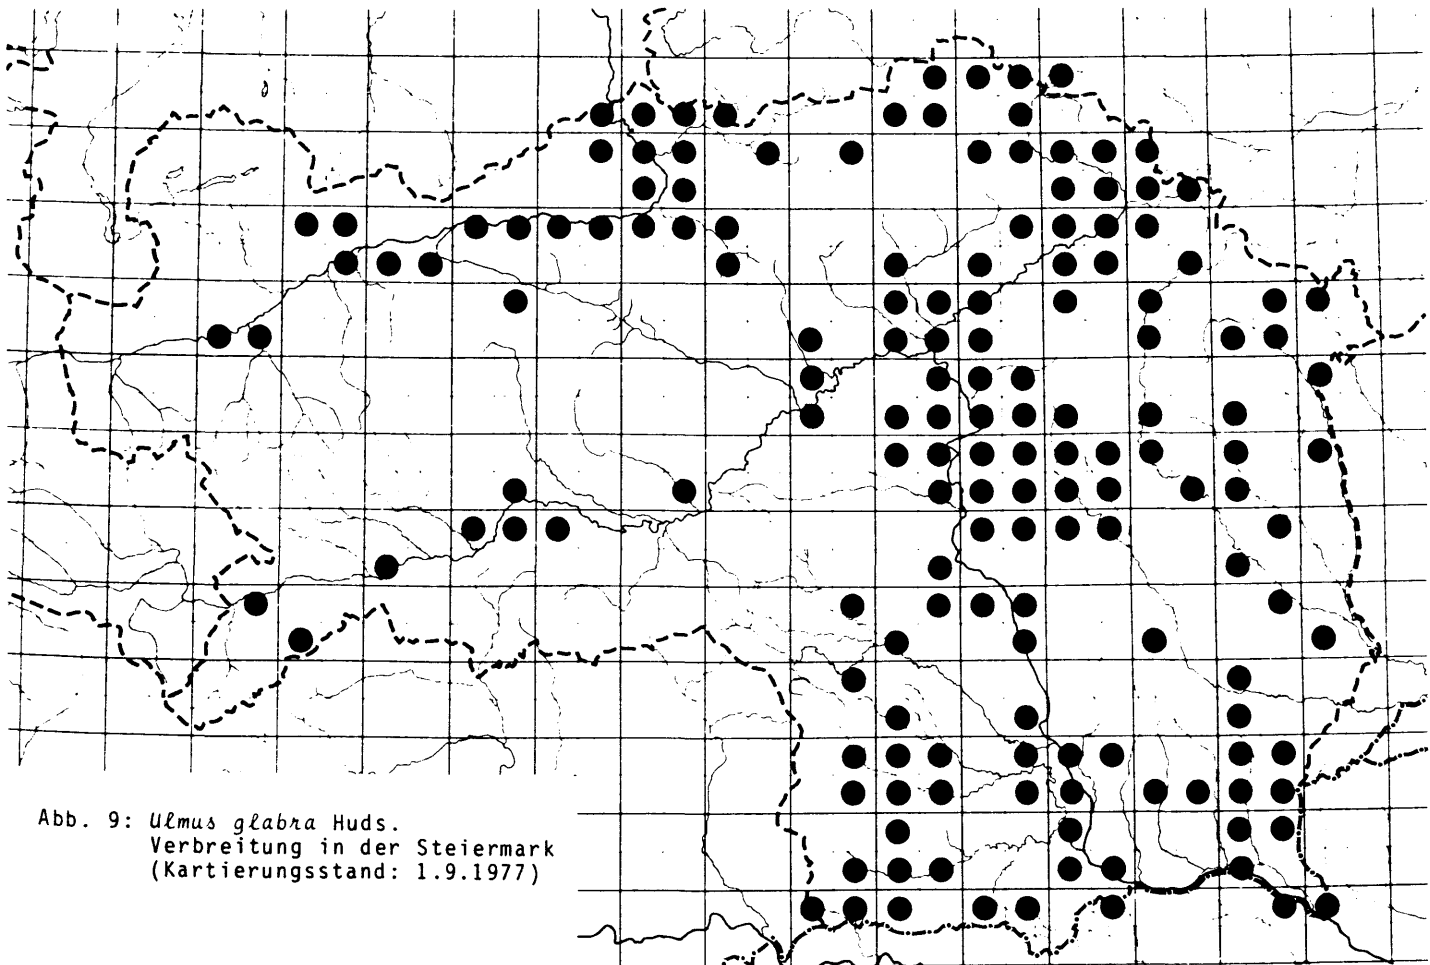 Abb. 9: Ulmus glabra Huds.
Verbreitung in der Steiermark
(Kartierungsstand: 1.9.1977)